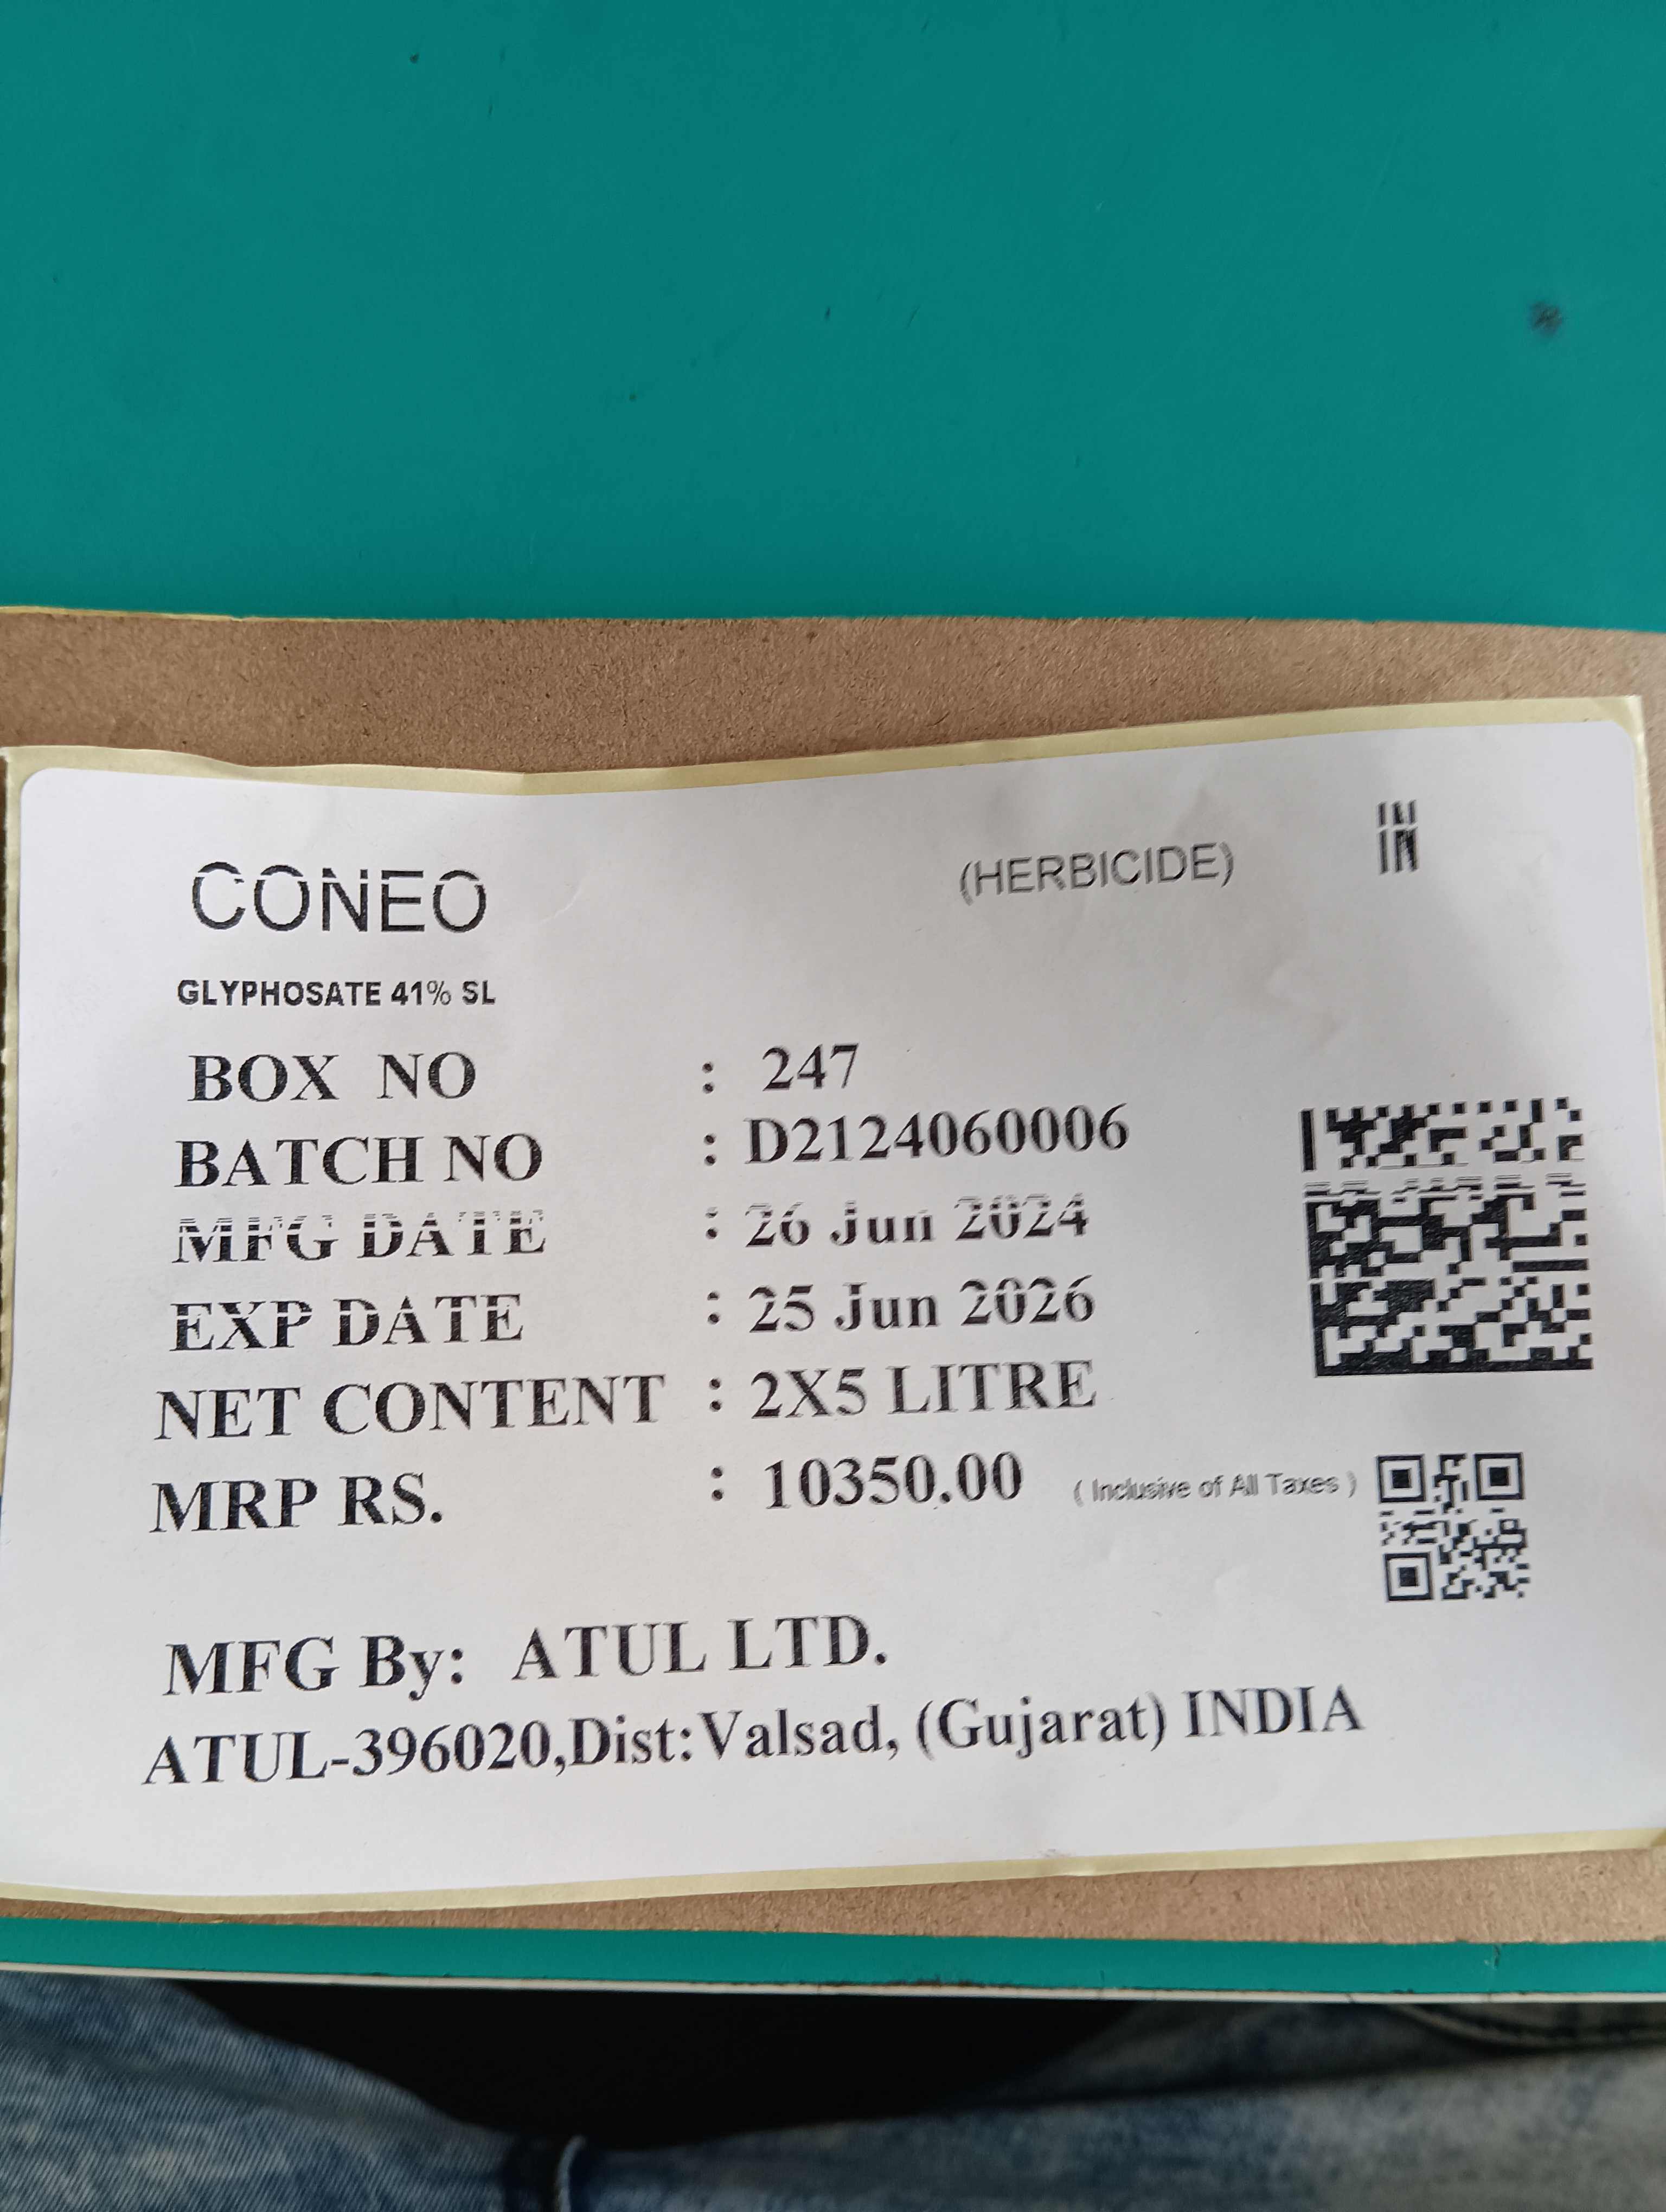 CONEO (HERBICIDE) IN
GLYPHOSATE 41% SL
BOX NO : 247
BATCH NO : D2124060006
MFG DATE : 26 Jun 2024
EXP DATE : 25 Jun 2026
NET CONTENT : 2X5 LITRE
MRP RS. : 10350.00 ( Inclusive of All Taxes )
MFG By: ATUL LTD.
ATUL-396020,Dist:Valsad, (Gujarat) INDIA